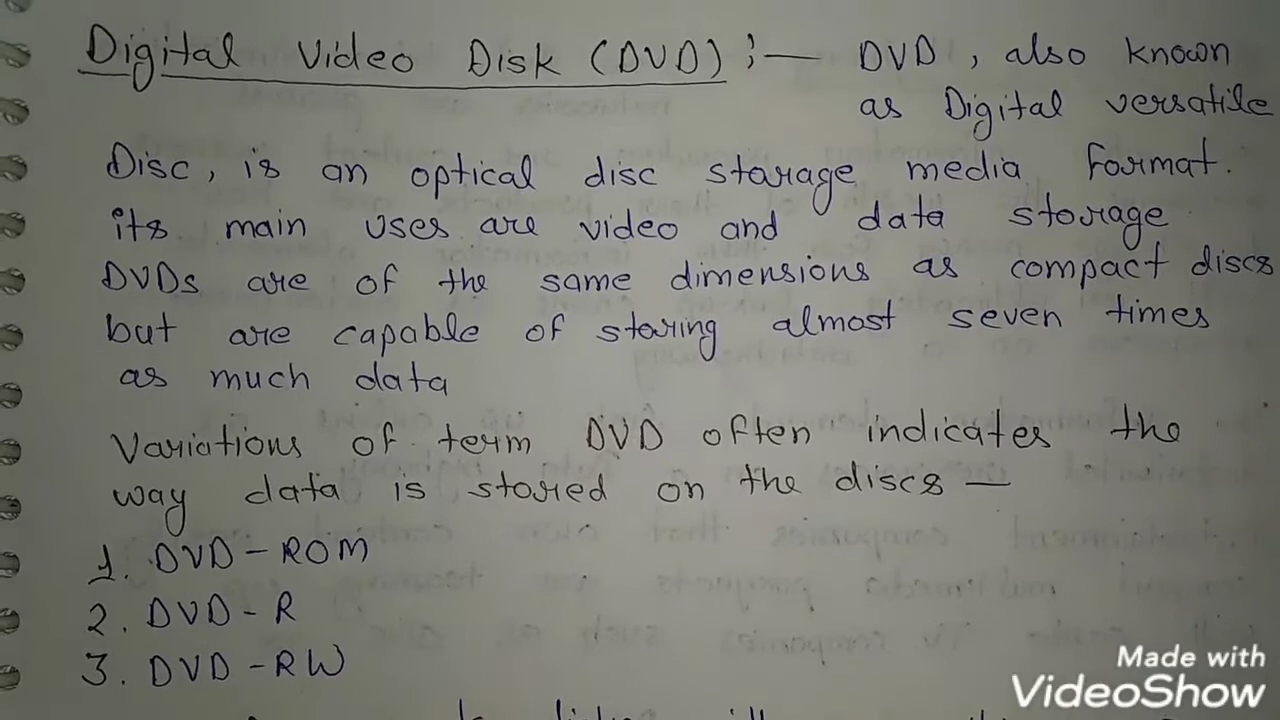 Digital Video Disk (DVD) :— DVD, also known
as Digital versatile
Disc, is an optical disc starage media format.
its main uses are video and data storage
DVDs are of the same dimensions as compact discs
but are capable of staring almost seven times
as much data
Variations of term DVD often indicates the
way data is stored on the discs —
1. DVD-ROM
2. DVD-R
3. DVD-RW
Made with
VideoShow